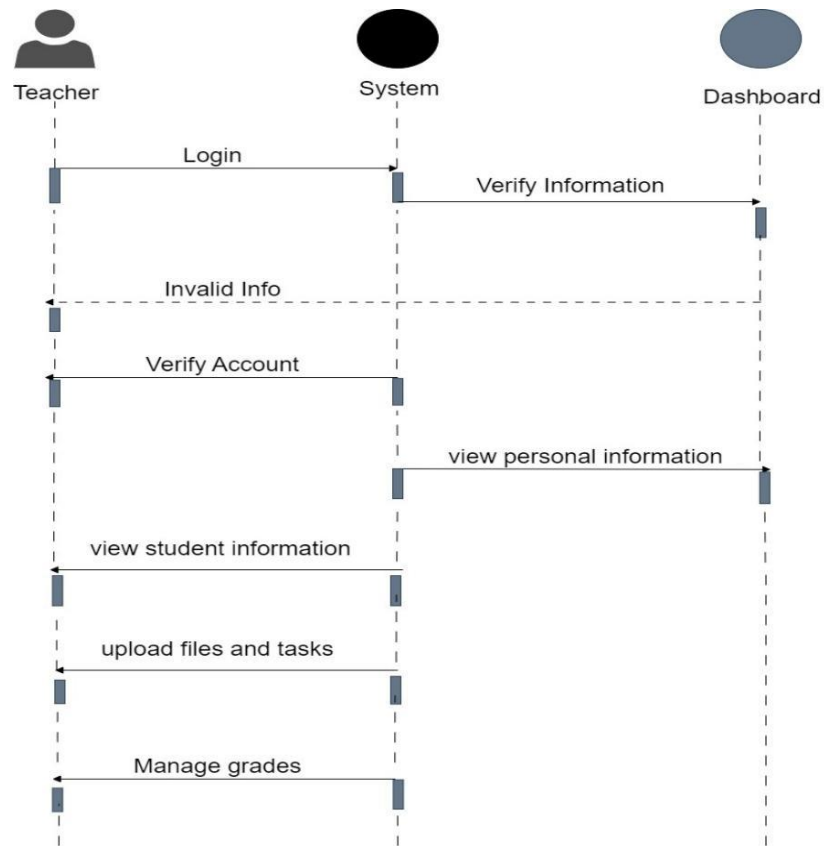 Teacher
System
Dashboard
Login
Verify Information
Invalid Info
Verify Account
view personal information
view student information
upload files and tasks
Manage grades